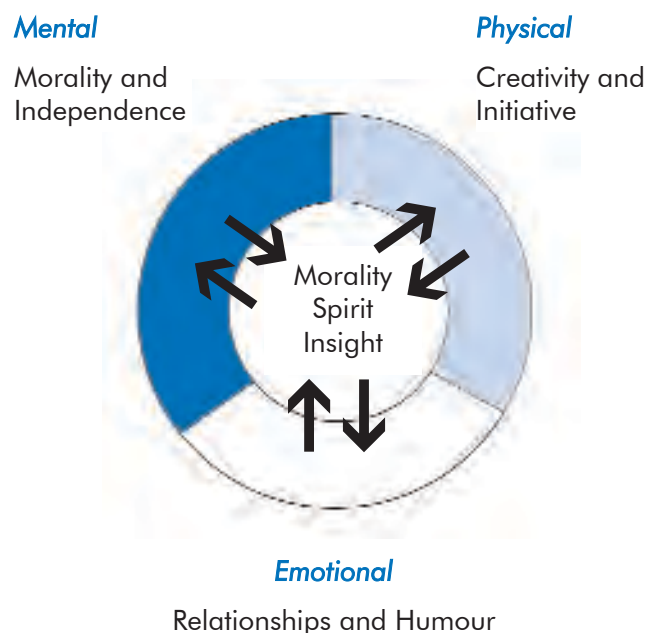 Mental
Morality and
Independence
Physical
Creativity and
Initiative
Morality
Spirit
Insight
Emotional
Relationships and Humour